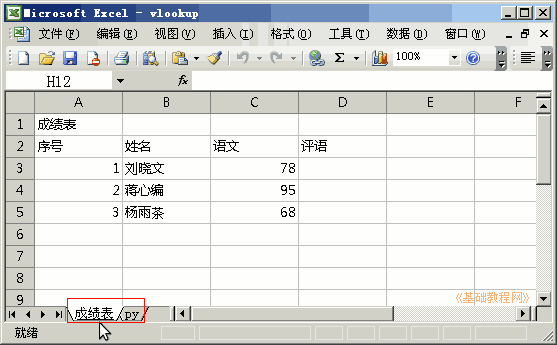 Microsoft Excel - vlookup
文件(F) 编辑(E) 视图(V) 插入(I) 格式(O) 工具(T) 数据(D) 窗口(W)
Σ 100%
H12 fx
A B C D E F
1 成绩表
2 序号 姓名 语文 评语
3 1 刘晓文 78
4 2 蒋心编 95
5 3 杨雨茶 68
6
7
8
9
《基础教程网》
成绩表 py
就绪